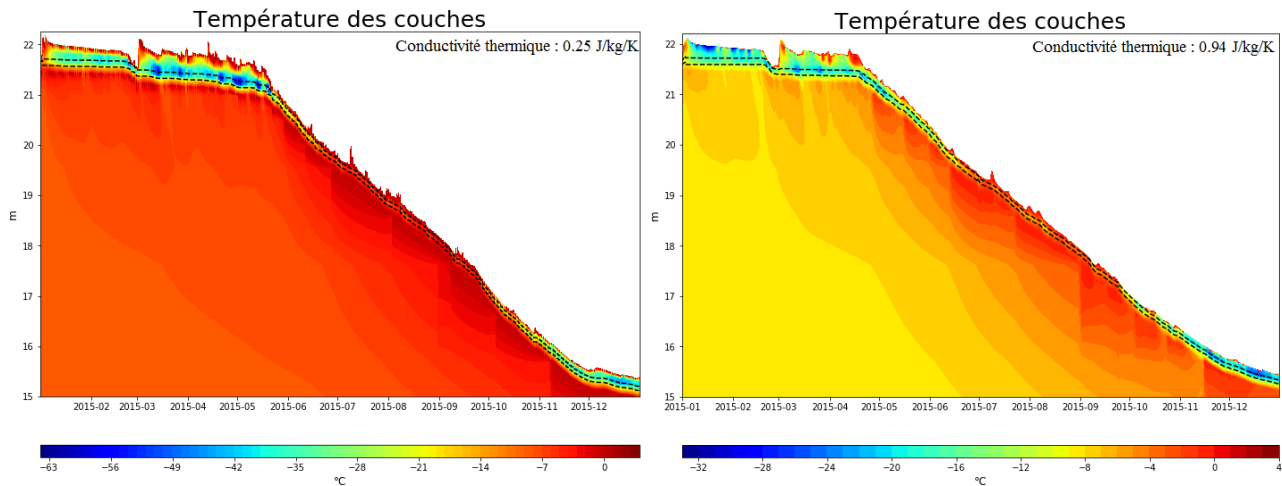 Température des couches
Conductivité thermique : 0.25 J/kg/K
22
21
20
19
18
17
16
15
m
2015-02 2015-03 2015-04 2015-05 2015-06 2015-07 2015-08 2015-09 2015-10 2015-11 2015-12
−63 −56 −49 −42 −35 −28 −21 −14 −7 0
°C
Température des couches
Conductivité thermique : 0.94 J/kg/K
22
21
20
19
18
17
16
15
m
2015-01 2015-02 2015-03 2015-04 2015-05 2015-06 2015-07 2015-08 2015-09 2015-10 2015-11 2015-12
−32 −28 −24 −20 −16 −12 −8 −4 0 4
°C